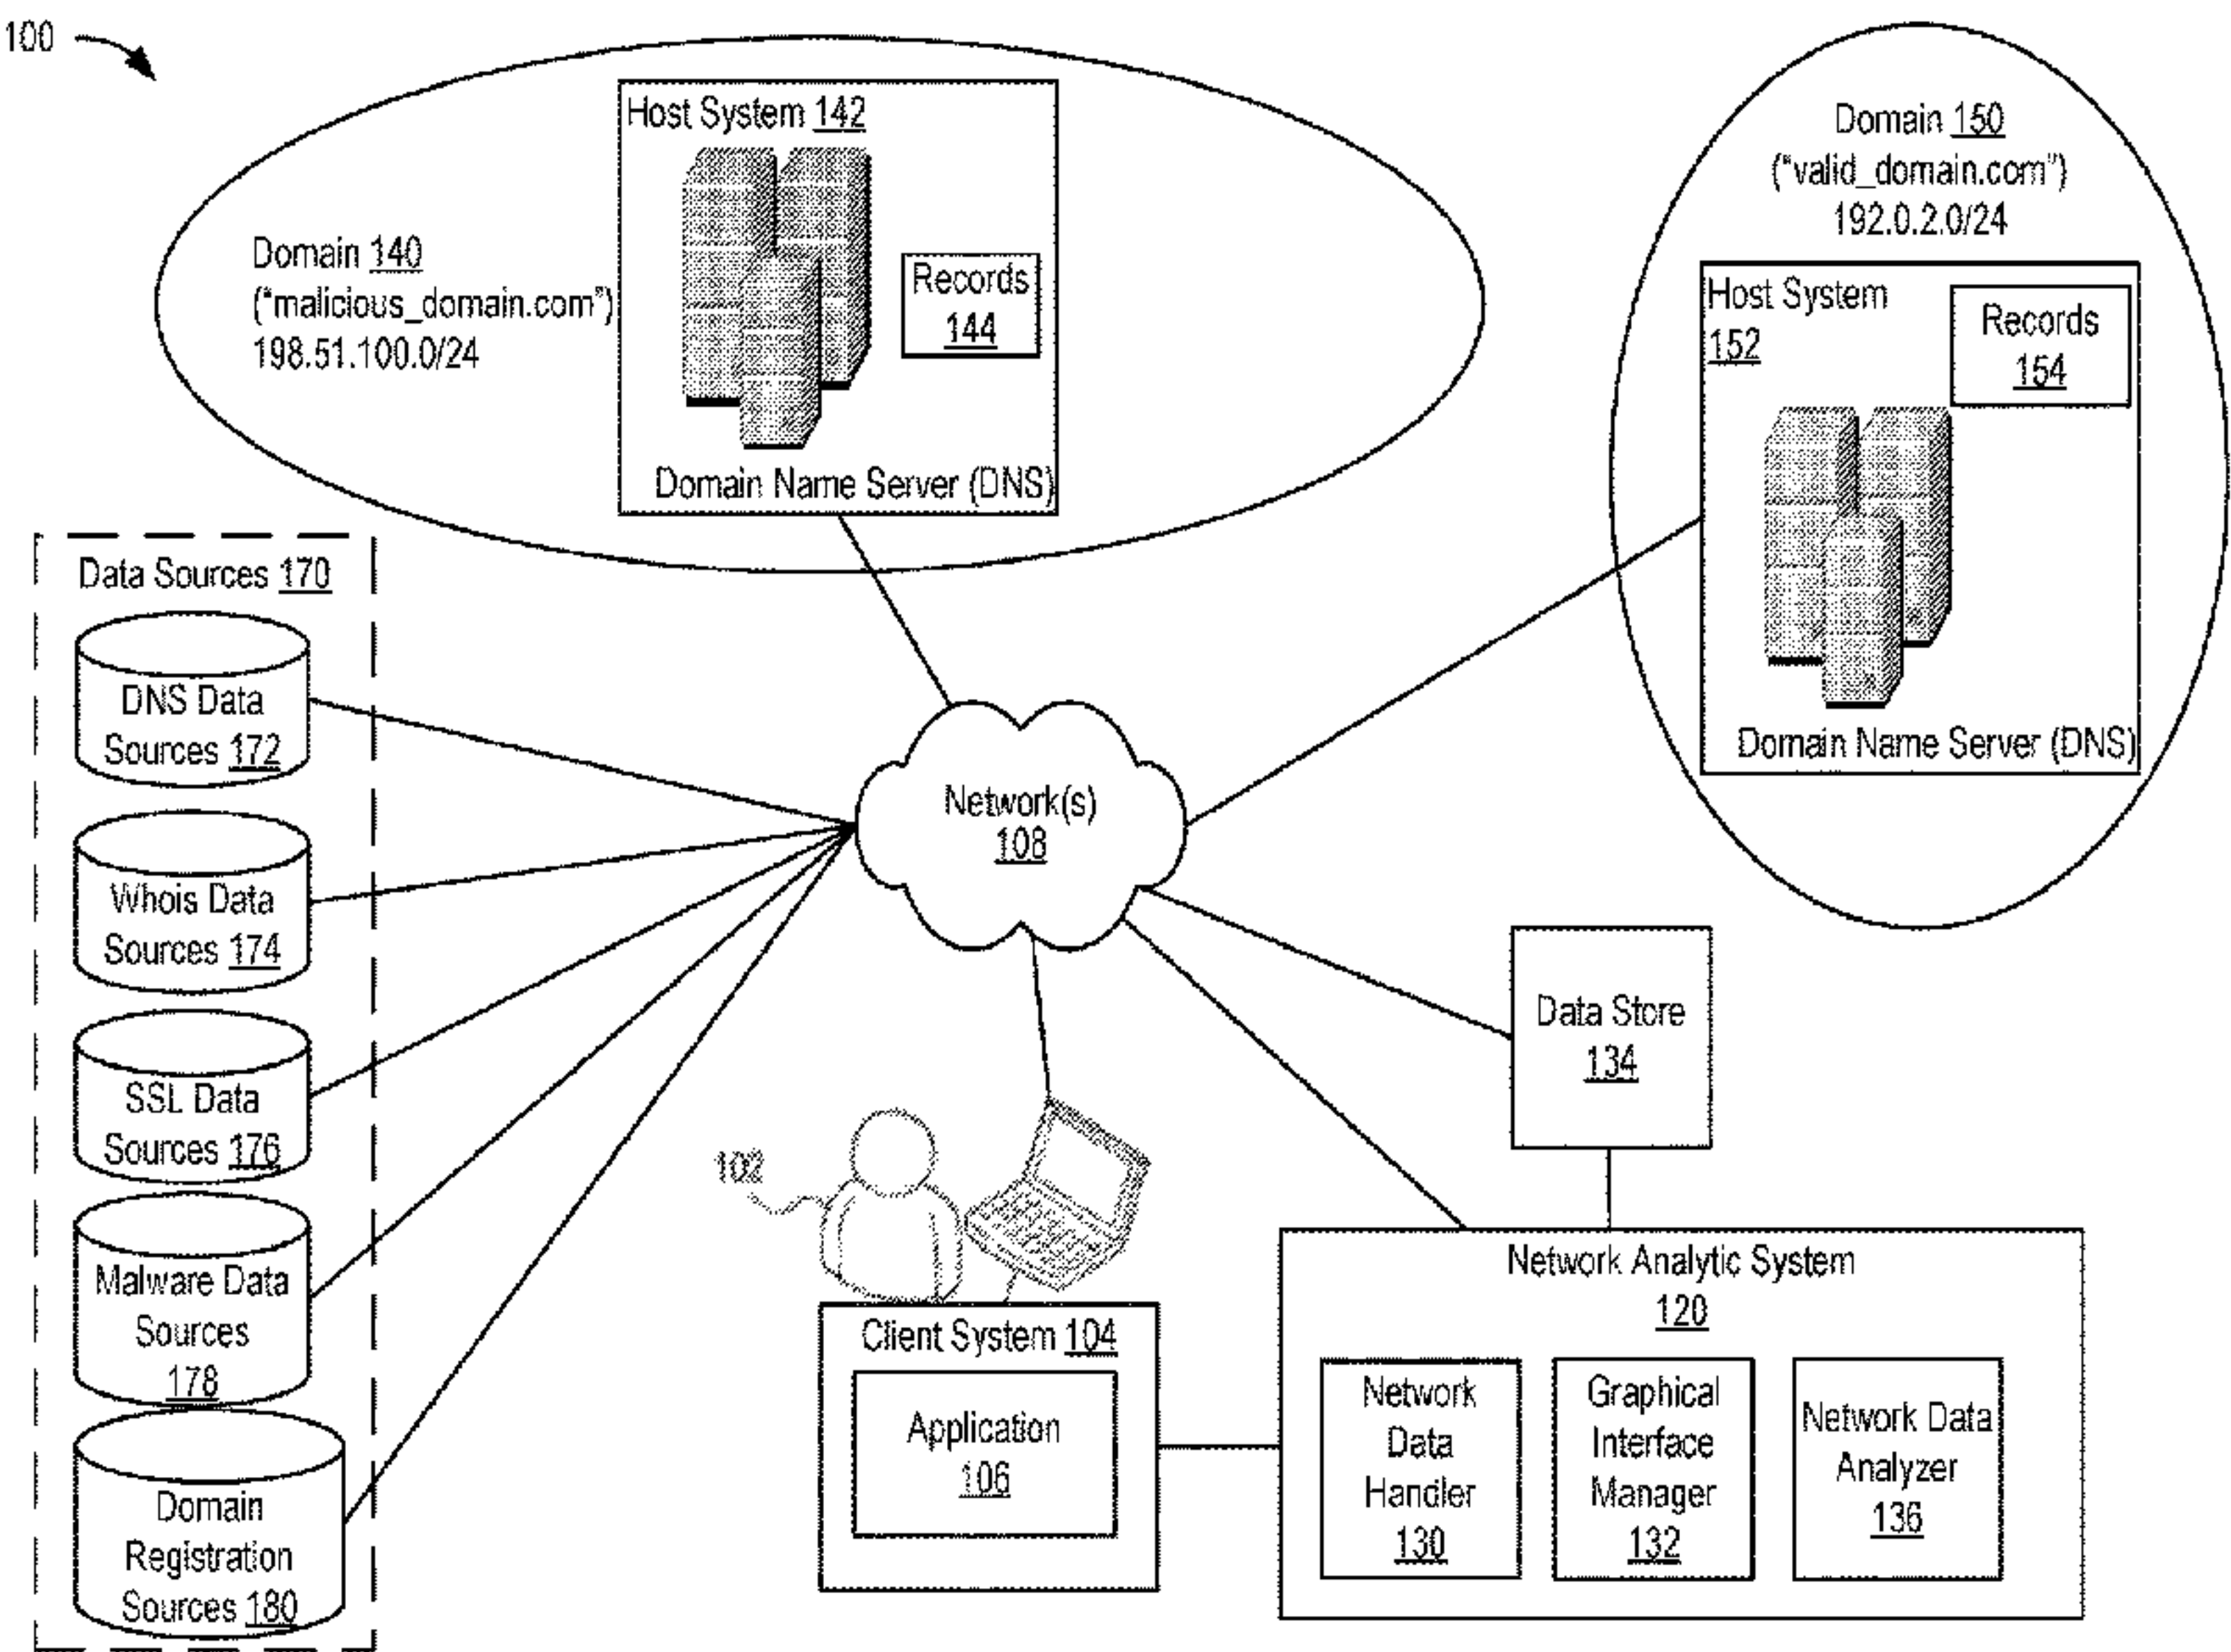 100
Host System 142
Domain 140
("malicious_domain.com")
198.51.100.0/24
Records
144
Domain Name Server (DNS)
Domain 150
("valid_domain.com")
192.0.2.0/24
Host System
152
Records
154
Domain Name Server (DNS)
Data Sources 170
DNS Data
Sources 172
Whois Data
Sources 174
SSL Data
Sources 176
Malware Data
Sources
178
Domain
Registration
Sources 180
Network(s)
108
Data Store
134
102
Client System 104
Application
106
Network Analytic System
120
Network
Data
Handler
130
Graphical
Interface
Manager
132
Network Data
Analyzer
136